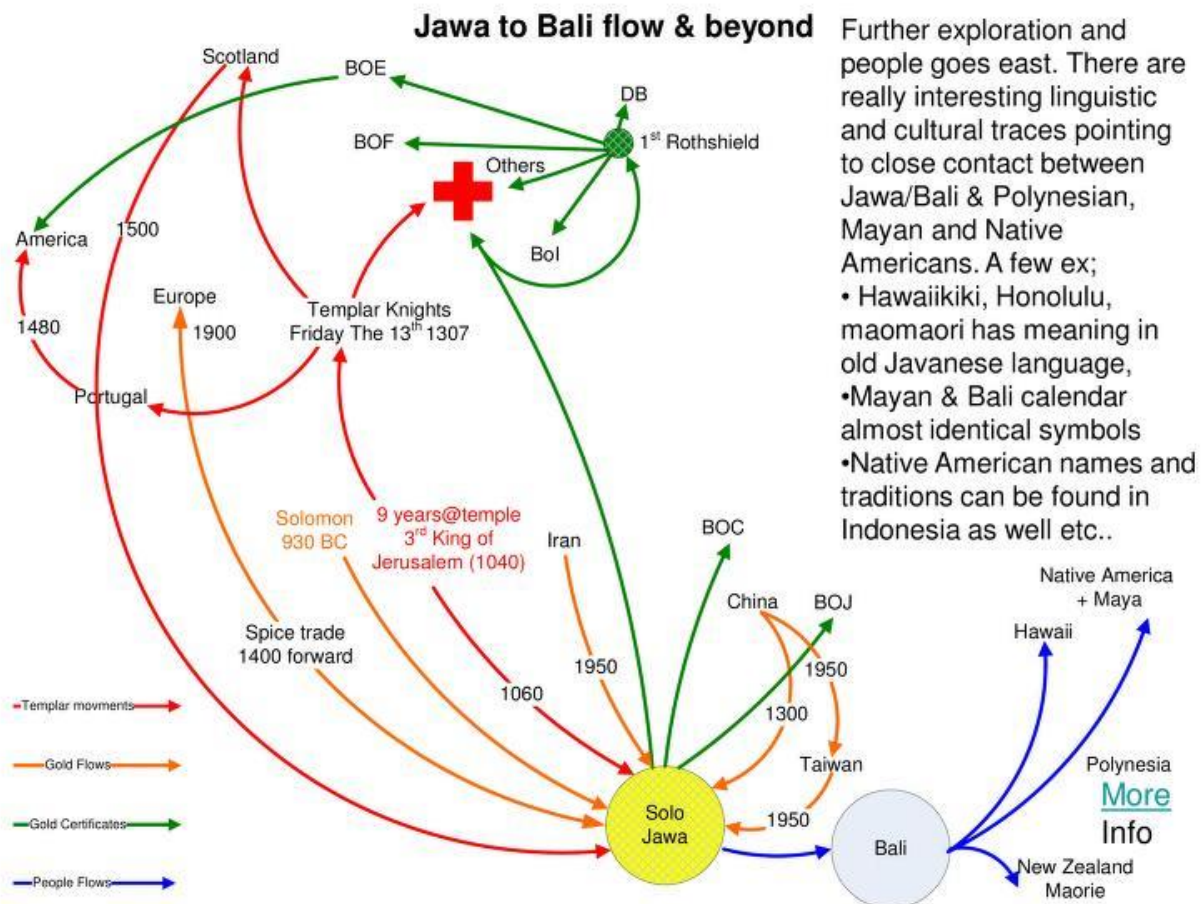 Jawa to Bali flow & beyond
Further exploration and
people goes east. There are
really interesting linguistic
and cultural traces pointing
to close contact between
Jawa/Bali & Polynesian,
Mayan and Native
Americans. A few ex;
• Hawaiikiki, Honolulu,
maomaori has meaning in
old Javanese language,
•Mayan & Bali calendar
almost identical symbols
•Native American names and
traditions can be found in
Indonesia as well etc..
Scotland
BOE
DB
BOF
1st Rothshield
Others
1500
America
BoI
Europe
1900
Templar Knights
Friday The 13th 1307
1480
Portugal
Solomon
930 BC
9 years@temple
3rd King of
Jerusalem (1040)
Iran
BOC
China
BOJ
Native America
+ Maya
Hawaii
Spice trade
1400 forward
1950
1950
1060
1300
Templar movments
Gold Flows
Taiwan
Polynesia
More
Info
Solo
Jawa
1950
Gold Certificates
Bali
New Zealand
Maorie
People Flows